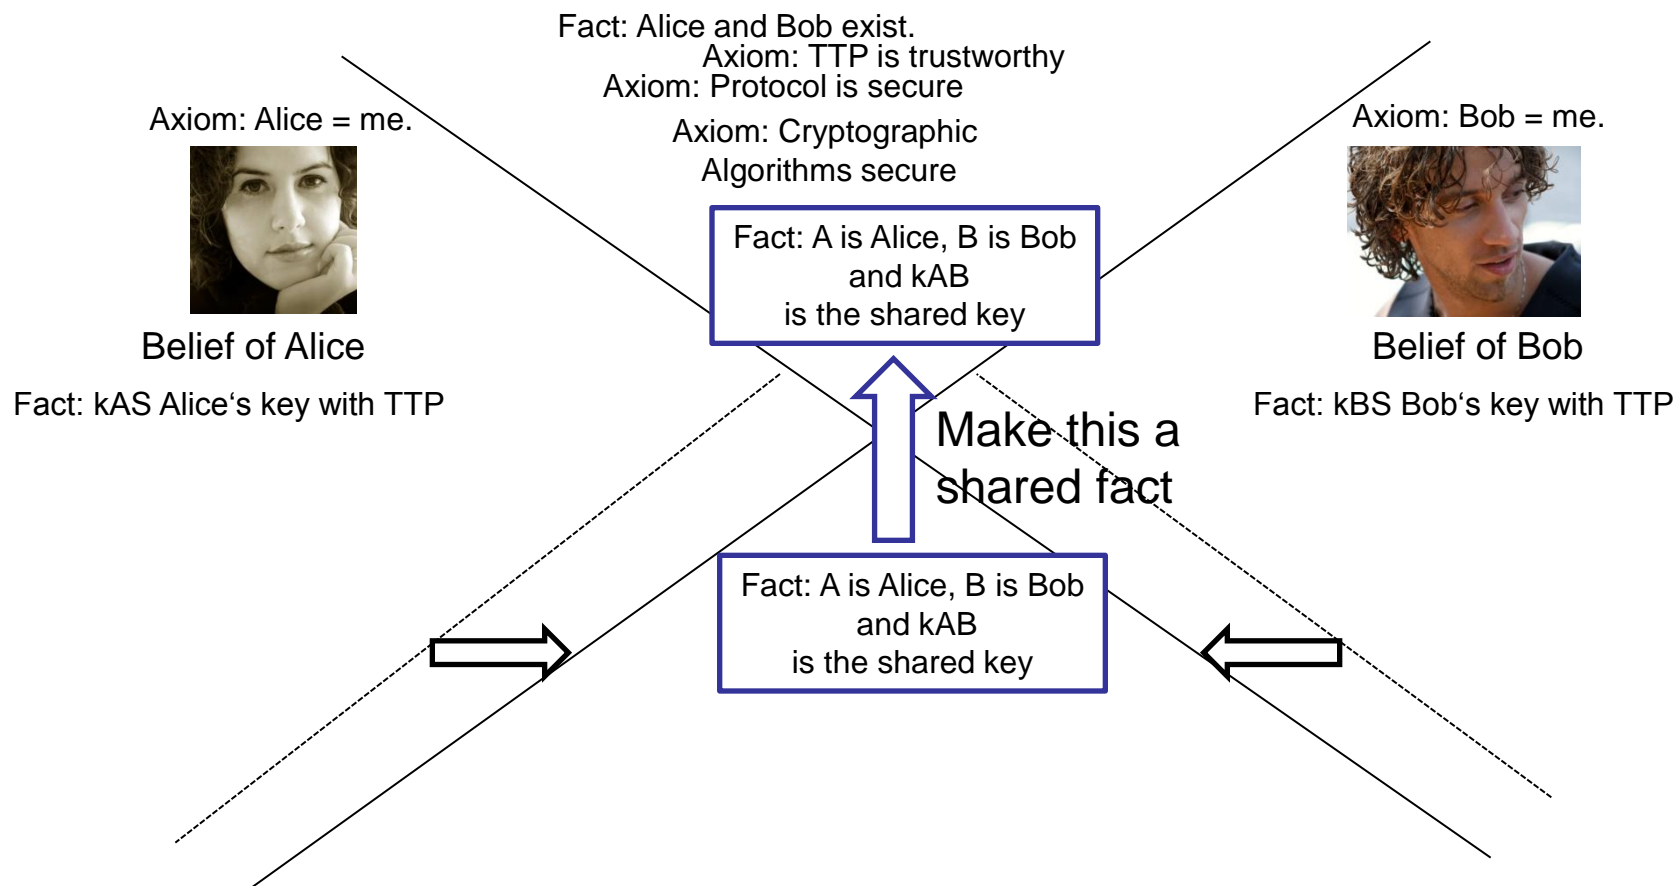 Fact: Alice and Bob exist.
Axiom: TTP is trustworthy
Axiom: Protocol is secure
Axiom: Alice = me.
Axiom: Bob = me.
Axiom: Cryptographic
Algorithms secure
Fact: A is Alice, B is Bob
and kAB
is the shared key
Belief of Alice
Belief of Bob
Fact: kAS Alice‘s key with TTP
Fact: kBS Bob‘s key with TTP
Make this a
shared fact
Fact: A is Alice, B is Bob
and kAB
is the shared key